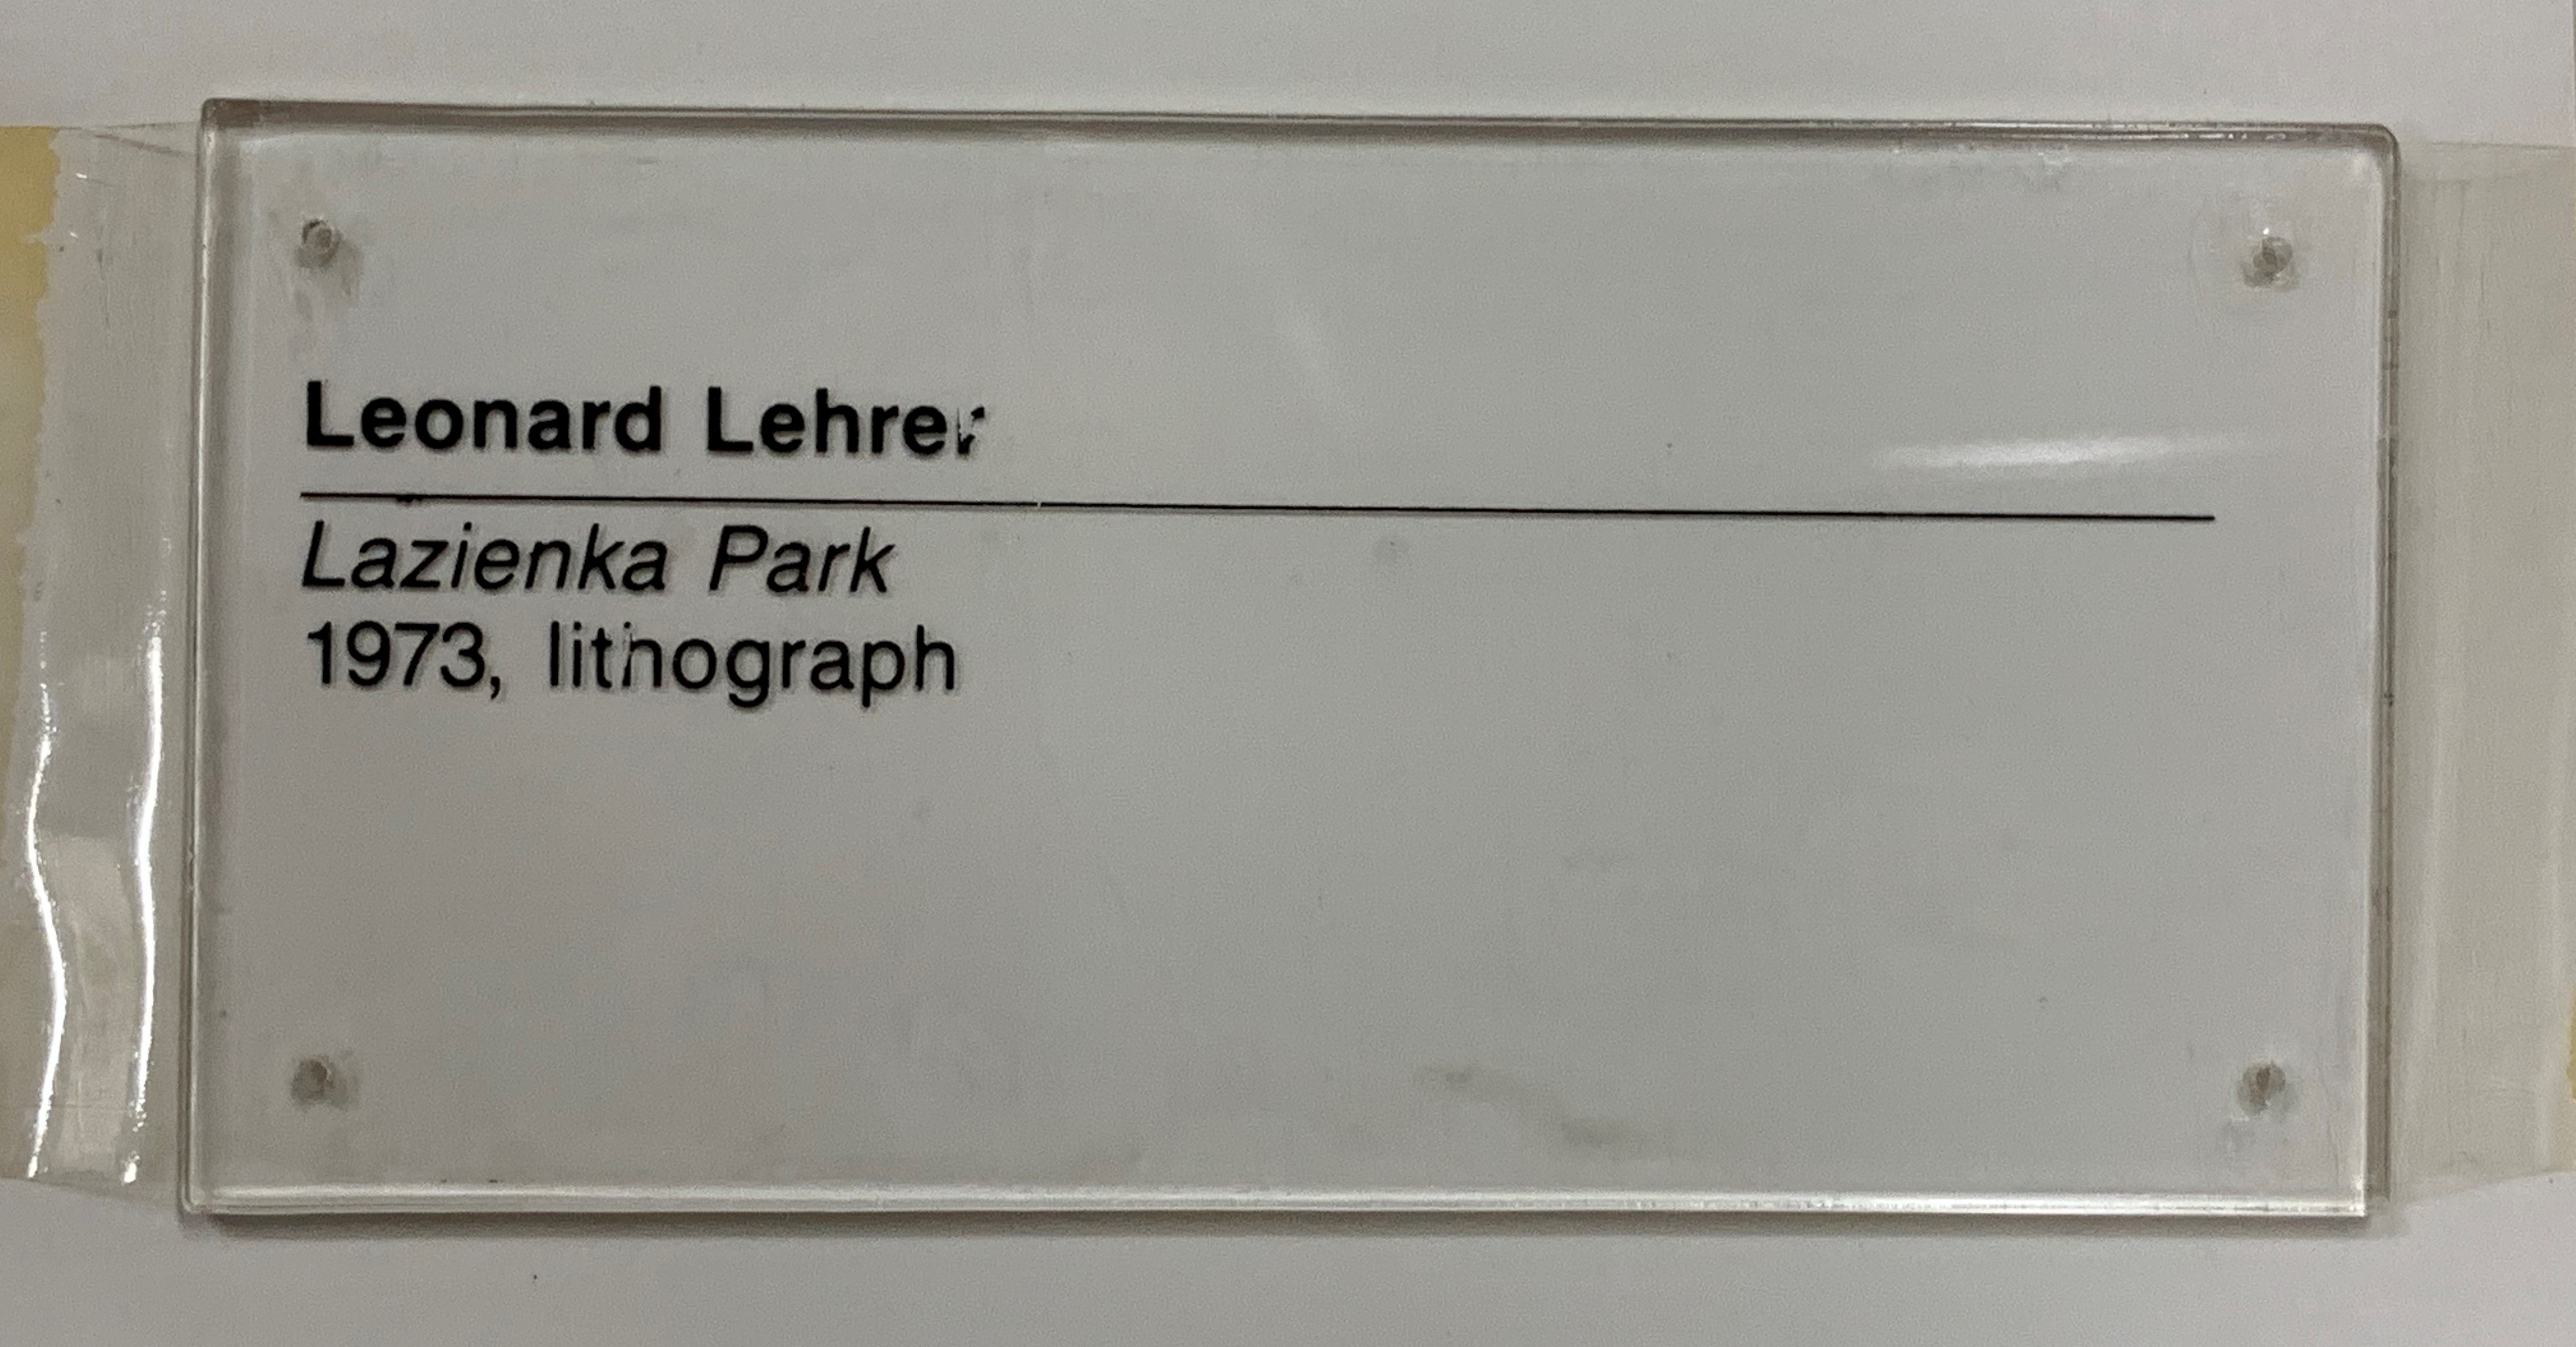 Leonard Lehrer
Lazienka Park
1973, lithograph